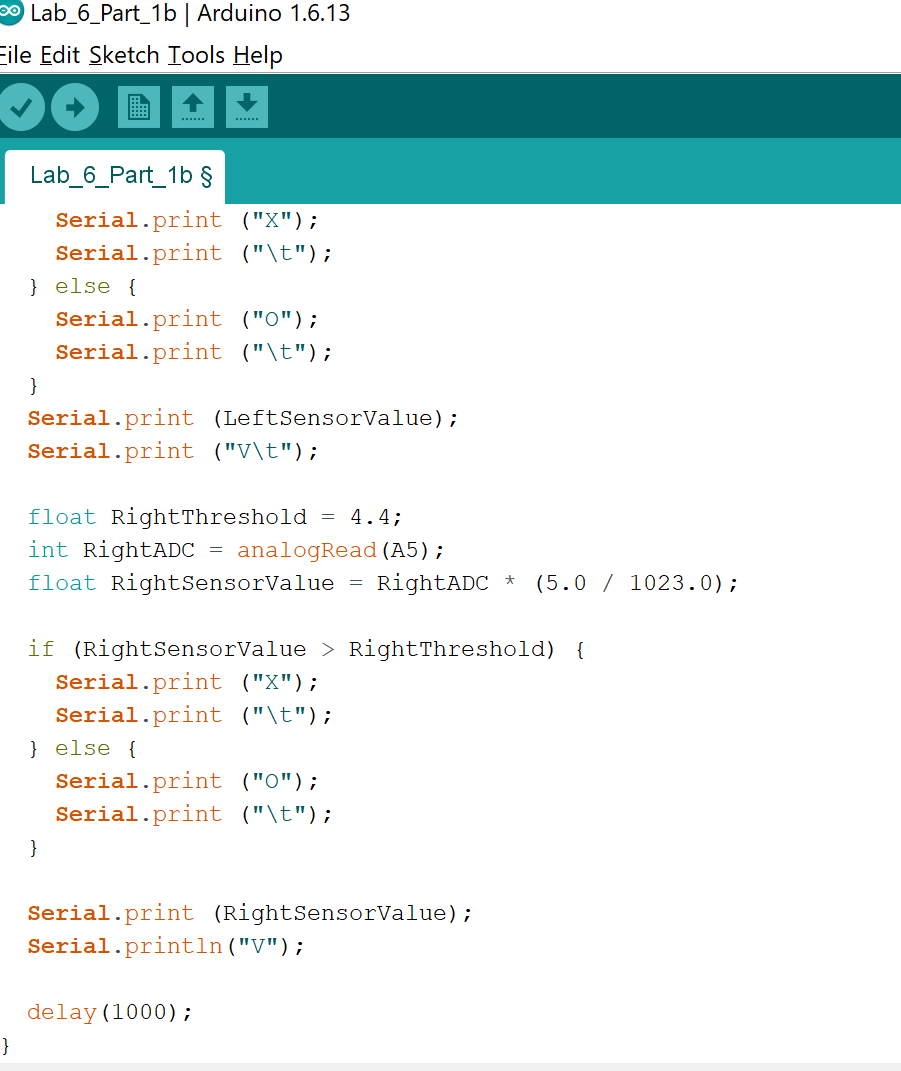 Lab_6_Part_1b | Arduino 1.6.13
File Edit Sketch Tools Help
Lab_6_Part_1b §
Serial.print ("X");
Serial.print ("\t");
} else {
Serial.print ("O");
Serial.print ("\t");
}
Serial.print (LeftSensorValue);
Serial.print ("V\t");
float RightThreshold = 4.4;
int RightADC = analogRead(A5);
float RightSensorValue = RightADC * (5.0 / 1023.0);
if (RightSensorValue > RightThreshold) {
Serial.print ("X");
Serial.print ("\t");
} else {
Serial.print ("O");
Serial.print ("\t");
}
Serial.print (RightSensorValue);
Serial.println("V");
delay(1000);
}